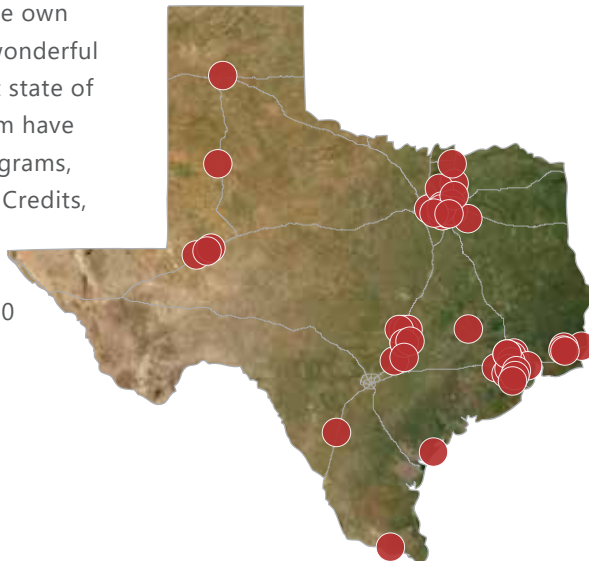 e own
wonderful
state of
m have
grams,
Credits,
0